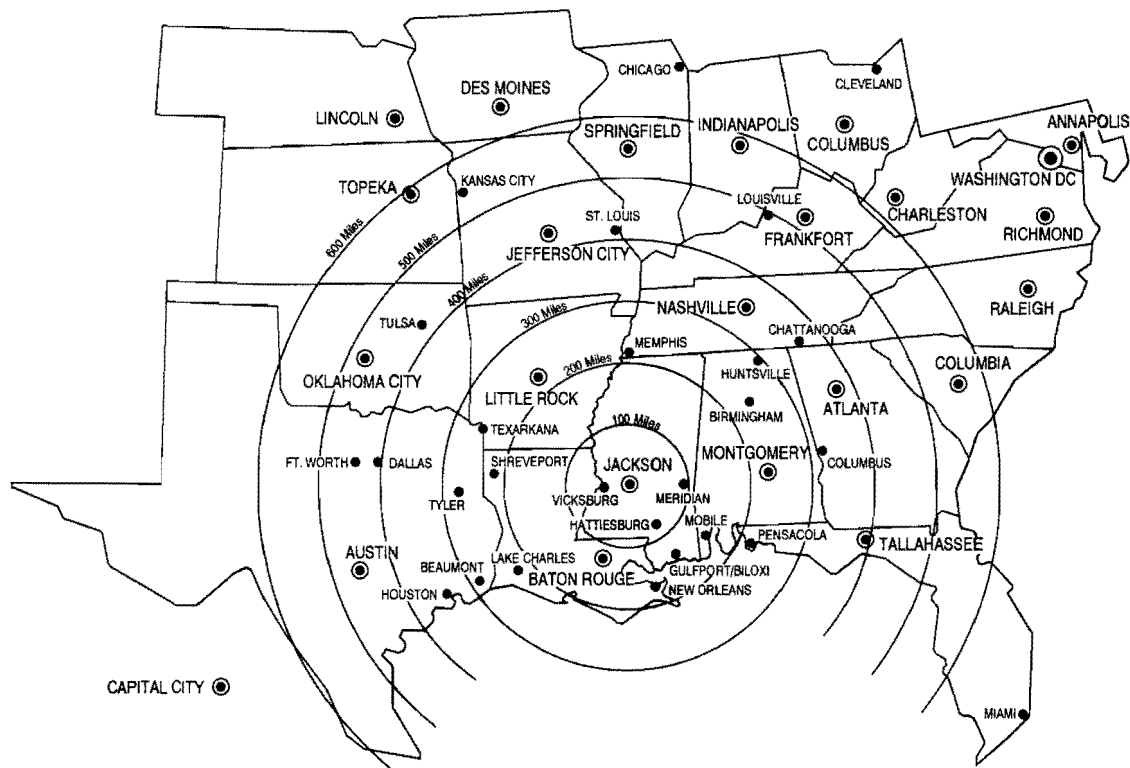 CHICAGO
CLEVELAND
DES MOINES
LINCOLN
SPRINGFIELD
INDIANAPOLIS
COLUMBUS
ANNAPOLIS
WASHINGTON DC
TOPEKA
KANSAS CITY
LOUISVILLE
CHARLESTON
ST. LOUIS
FRANKFORT
RICHMOND
600 Miles
500 Miles
JEFFERSON CITY
400 Miles
RALEIGH
300 Miles
NASHVILLE
TULSA
CHATTANOOGA
MEMPHIS
200 Miles
HUNTSVILLE
COLUMBIA
OKLAHOMA CITY
LITTLE ROCK
BIRMINGHAM
ATLANTA
100 Miles
TEXARKANA
FT. WORTH
DALLAS
SHREVEPORT
JACKSON
MONTGOMERY
COLUMBUS
TYLER
VICKSBURG
MERIDIAN
HATTIESBURG
MOBILE
PENSACOLA
TALLAHASSEE
AUSTIN
LAKE CHARLES
BEAUMONT
BATON ROUGE
GULFPORT/BILOXI
HOUSTON
NEW ORLEANS
CAPITAL CITY
MIAMI